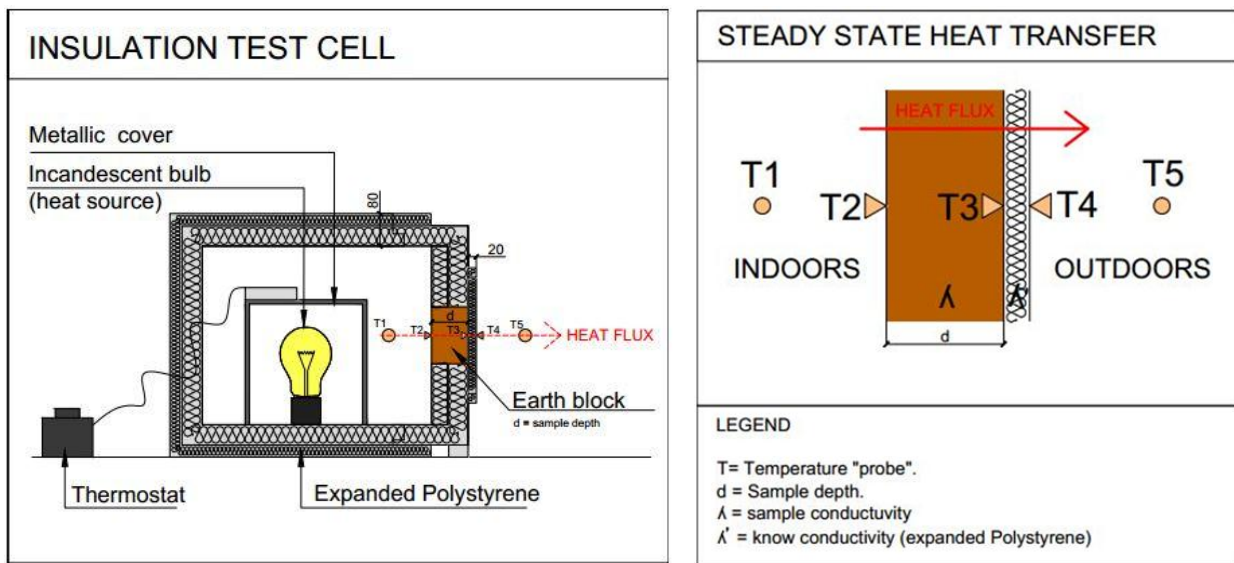 INSULATION TEST CELL
Metallic cover
Incandescent bulb
(heat source)
80
20
d
T1
T2
T3
T4
T5
HEAT FLUX
Earth block
d = sample depth
Thermostat
Expanded Polystyrene
STEADY STATE HEAT TRANSFER
HEAT FLUX
T1
T2
T3
T4
T5
INDOORS
OUTDOORS
ʎ
ʎ'
d
LEGEND
T= Temperature "probe".
d = Sample depth.
ʎ = sample conductuvity
ʎ' = know conductivity (expanded Polystyrene)